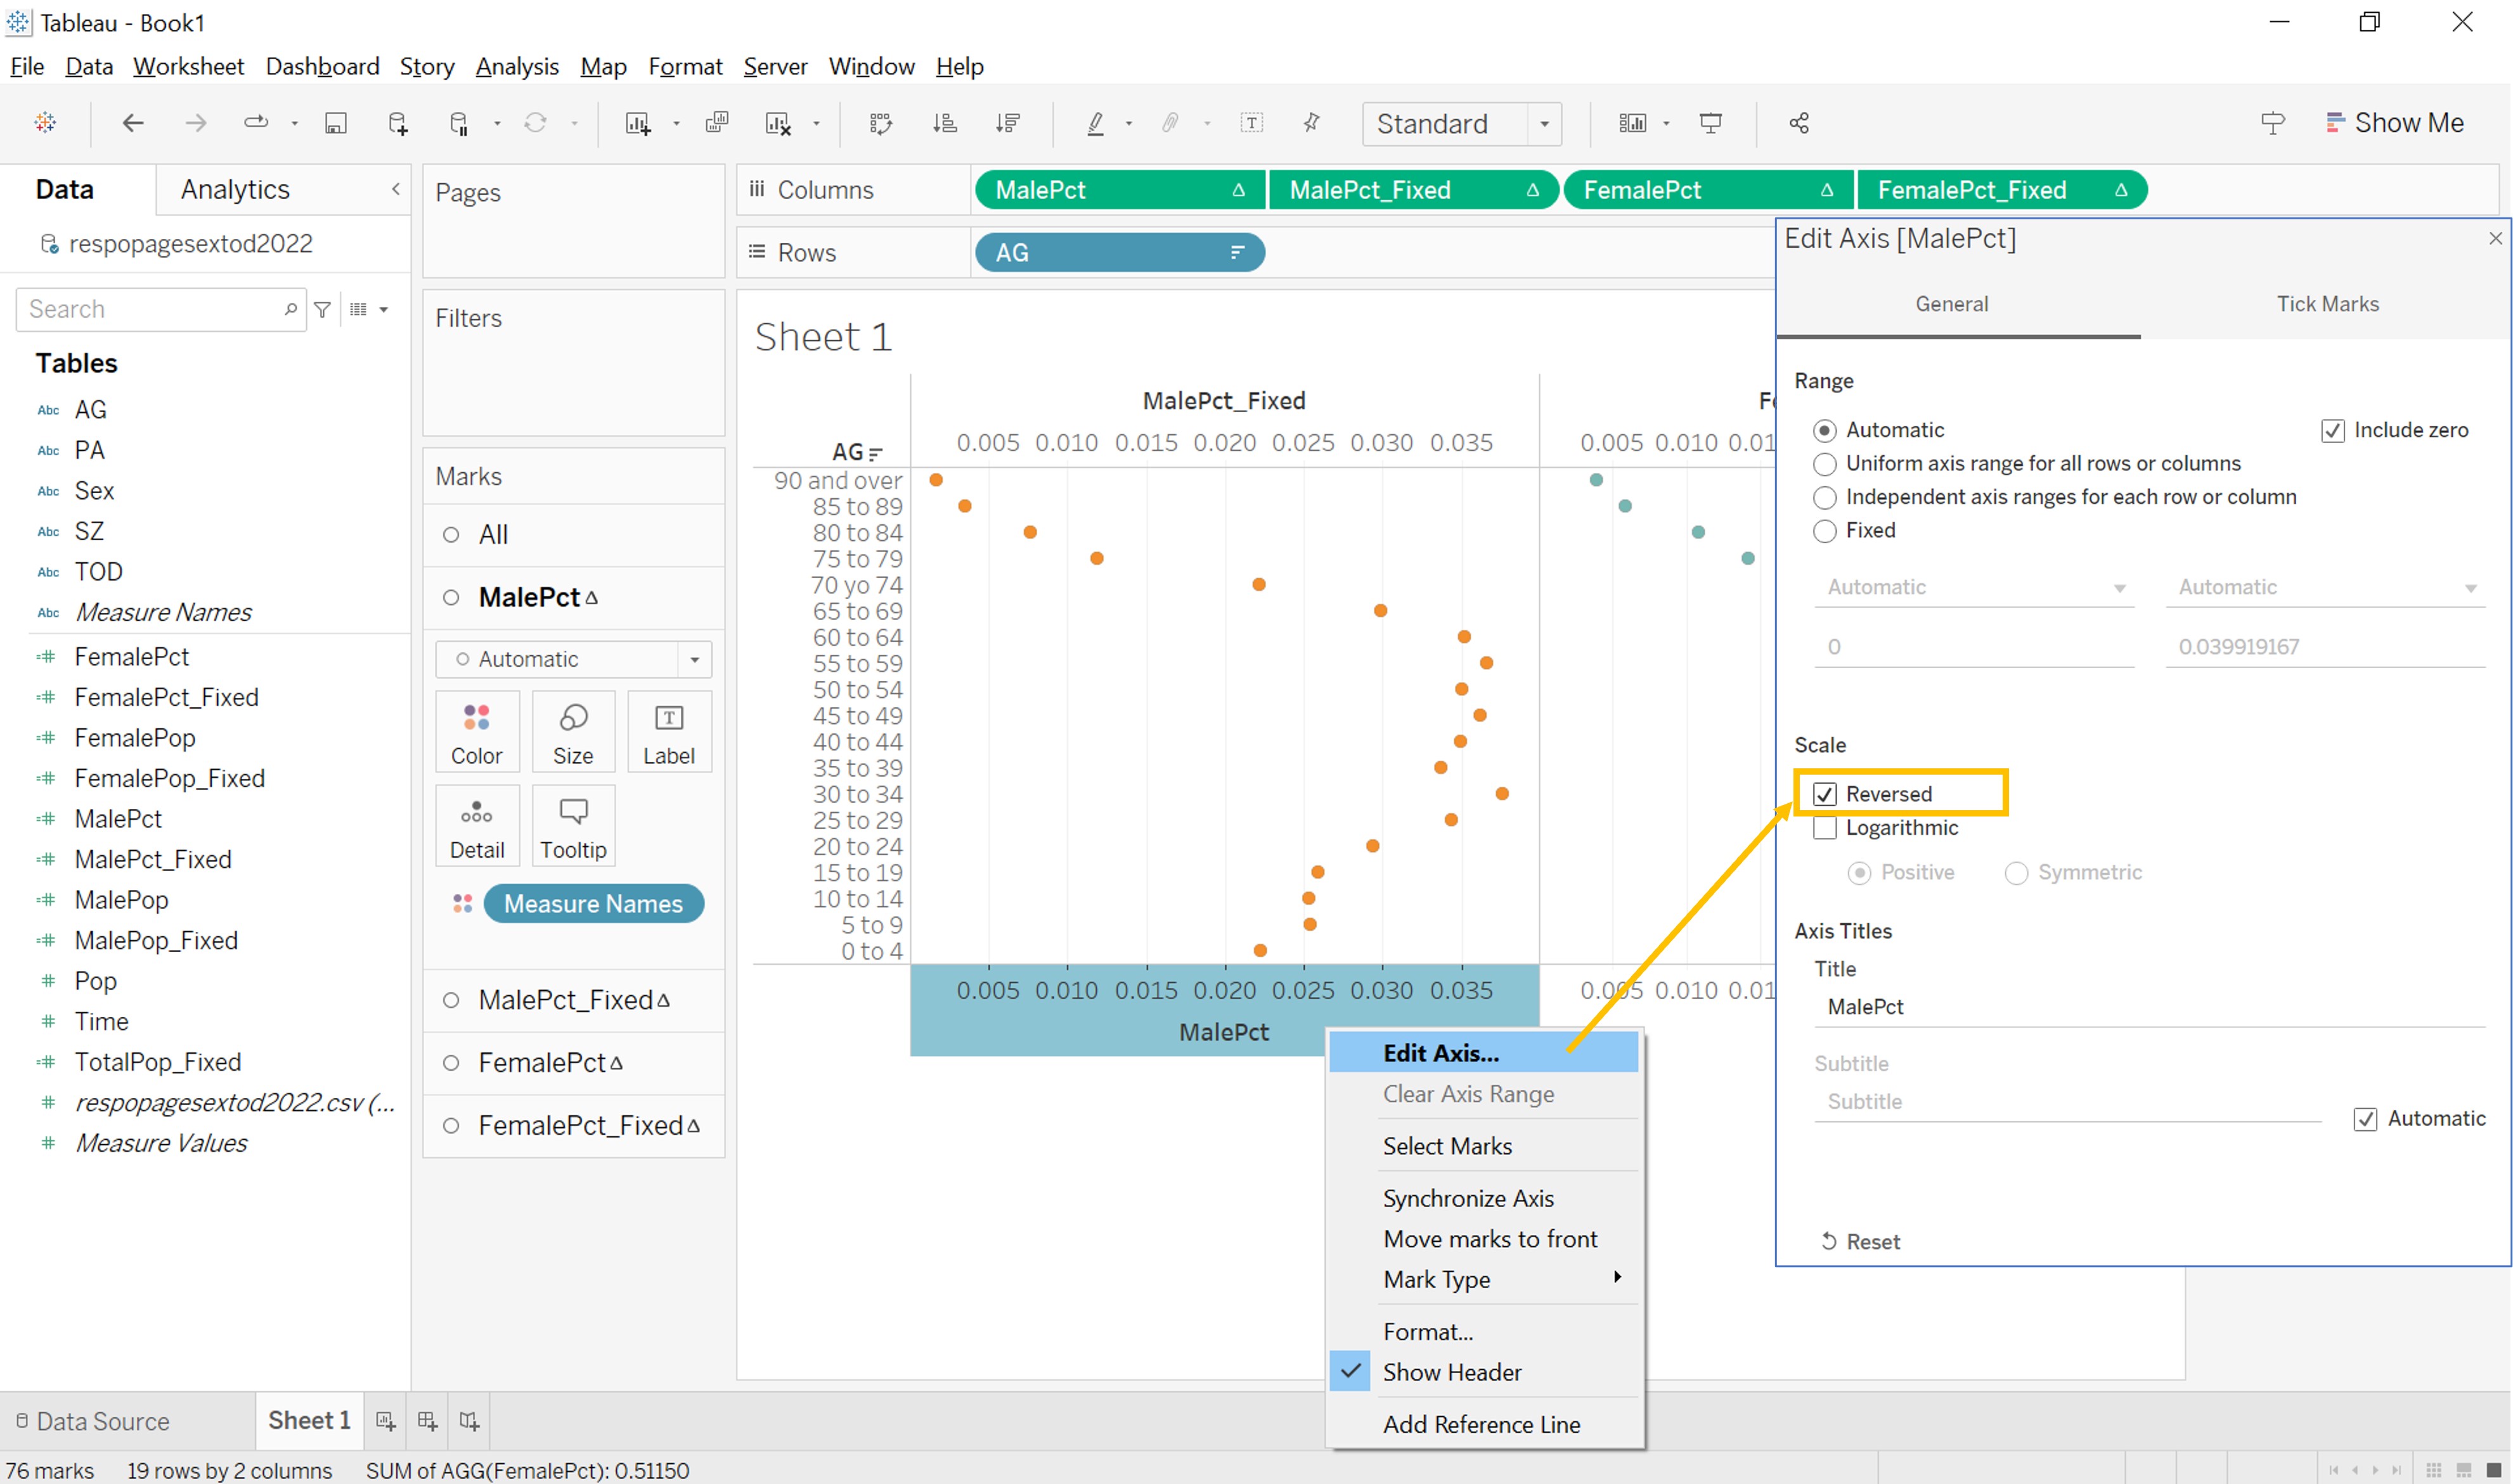 Tableau - Book1
File Data Worksheet Dashboard Story Analysis Map Format Server Window Help
Standard
Show Me
Data
Analytics
respopagesextod2022
Search
Tables
Abc AG
Abc PA
Abc Sex
Abc SZ
Abc TOD
Abc Measure Names
FemalePct
FemalePct_Fixed
FemalePop
FemalePop_Fixed
MalePct
MalePct_Fixed
MalePop
MalePop_Fixed
Pop
Time
TotalPop_Fixed
respopagesextod2022.csv (...
Measure Values
Pages
Filters
Marks
All
MalePct
Automatic
Color Size Label
Detail Tooltip
Measure Names
MalePct_Fixed
FemalePct
FemalePct_Fixed
Columns MalePct MalePct_Fixed FemalePct FemalePct_Fixed
Rows AG
Sheet 1
MalePct_Fixed
AG
0.005 0.010 0.015 0.020 0.025 0.030 0.035 0.005 0.010 0.01
90 and over
85 to 89
80 to 84
75 to 79
70 yo 74
65 to 69
60 to 64
55 to 59
50 to 54
45 to 49
40 to 44
35 to 39
30 to 34
25 to 29
20 to 24
15 to 19
10 to 14
5 to 9
0 to 4
0.005 0.010 0.015 0.020 0.025 0.030 0.035 0.005 0.010 0.01
MalePct
Edit Axis...
Clear Axis Range
Select Marks
Synchronize Axis
Move marks to front
Mark Type
Format...
Show Header
Add Reference Line
Edit Axis [MalePct]
General Tick Marks
Range
Automatic
Include zero
Uniform axis range for all rows or columns
Independent axis ranges for each row or column
Fixed
Automatic Automatic
0 0.039919167
Scale
Reversed
Logarithmic
Positive Symmetric
Axis Titles
Title
MalePct
Subtitle
Subtitle
Automatic
Reset
Data Source
Sheet 1
76 marks 19 rows by 2 columns SUM of AGG(FemalePct): 0.51150